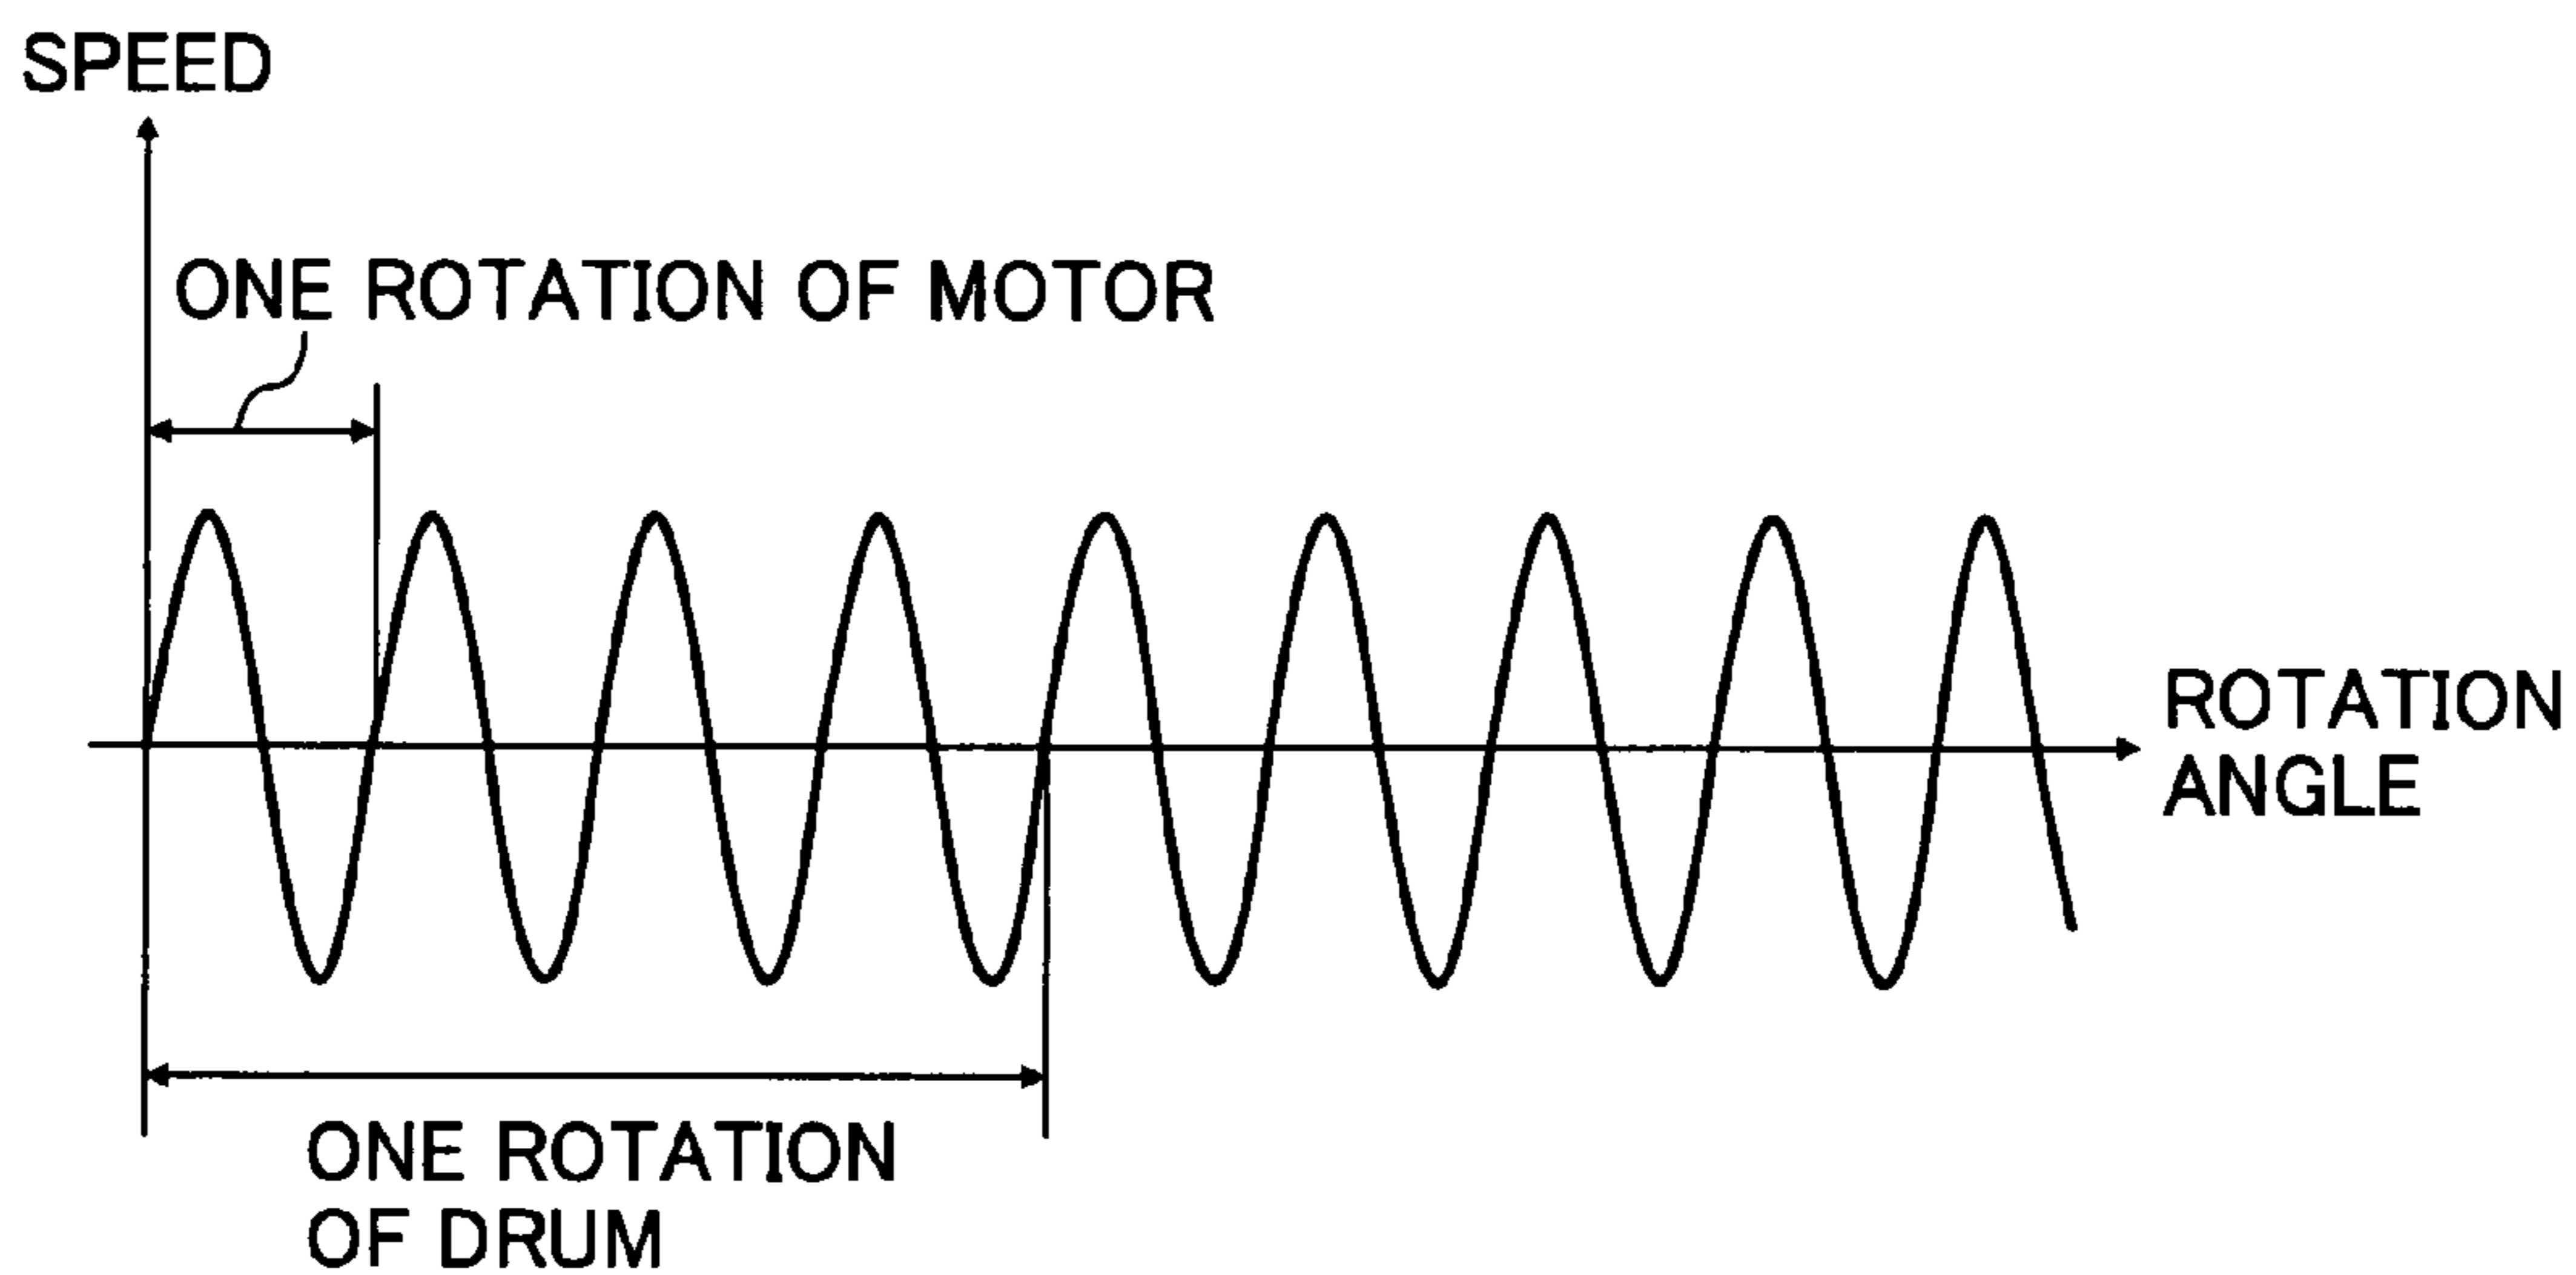 SPEED
ONE ROTATION OF MOTOR
ROTATION
ANGLE
ONE ROTATION
OF DRUM